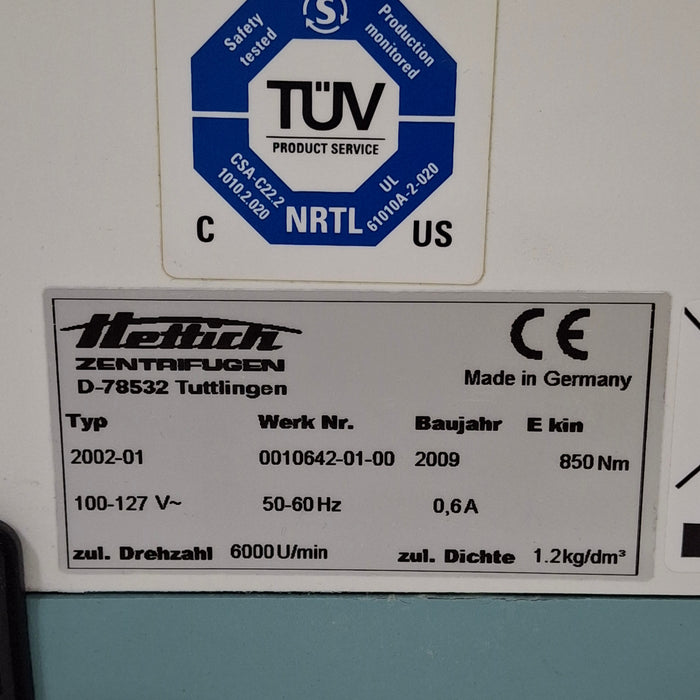 Safety tested
S
Production monitored
TÜV
PRODUCT SERVICE
CSA-C22.2
1010.2.020
NRTL
UL
61010A-2-020
C
US
Hettich
ZENTRIFUGEN
D-78532 Tuttlingen
CE
Made in Germany
Typ Werk Nr. Baujahr E kin
2002-01 0010642-01-00 2009 850 Nm
100-127 V~ 50-60 Hz 0,6 A
zul. Drehzahl 6000 U/min zul. Dichte 1.2kg/dm³